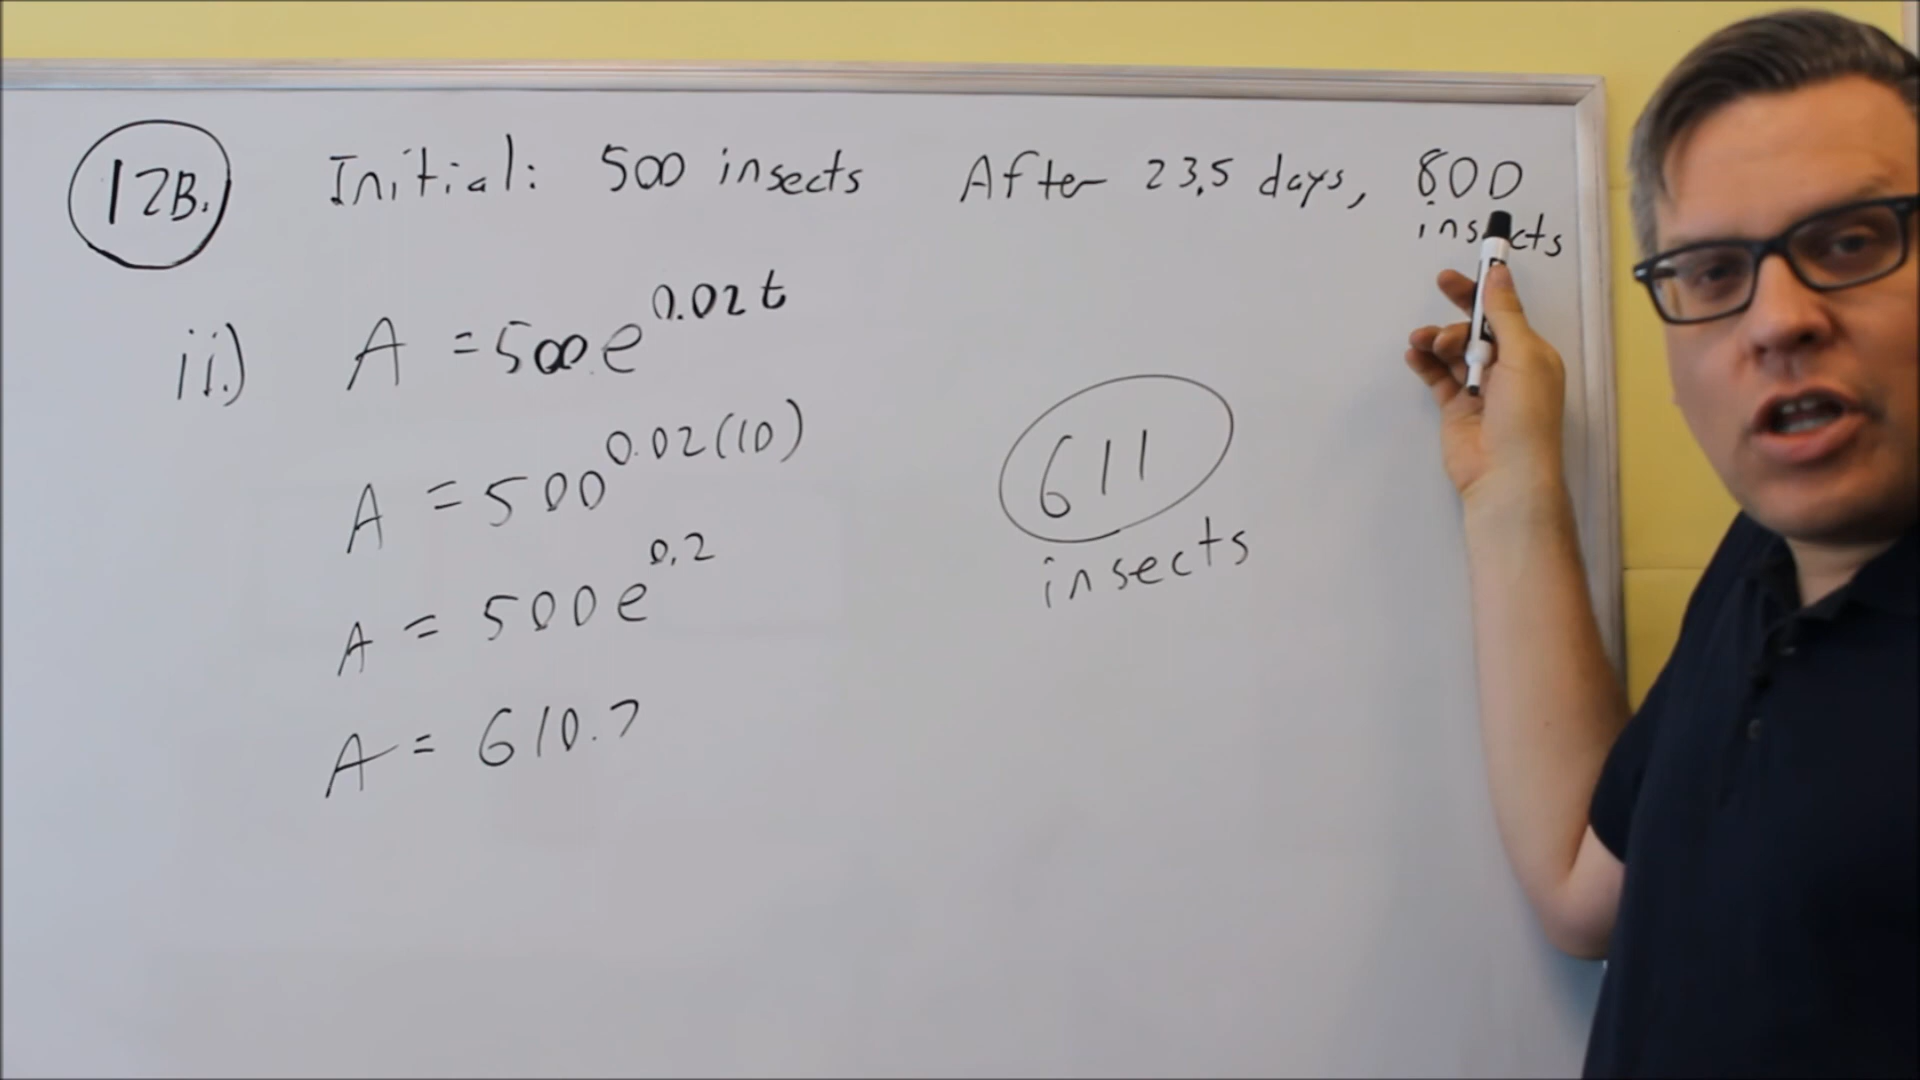 12B. Initial: 500 insects After 23.5 days, 800
insects
ii.) A = 500e^0.02t
A = 500^0.02(10)
A = 500e^0.2
A = 610.7
611
insects